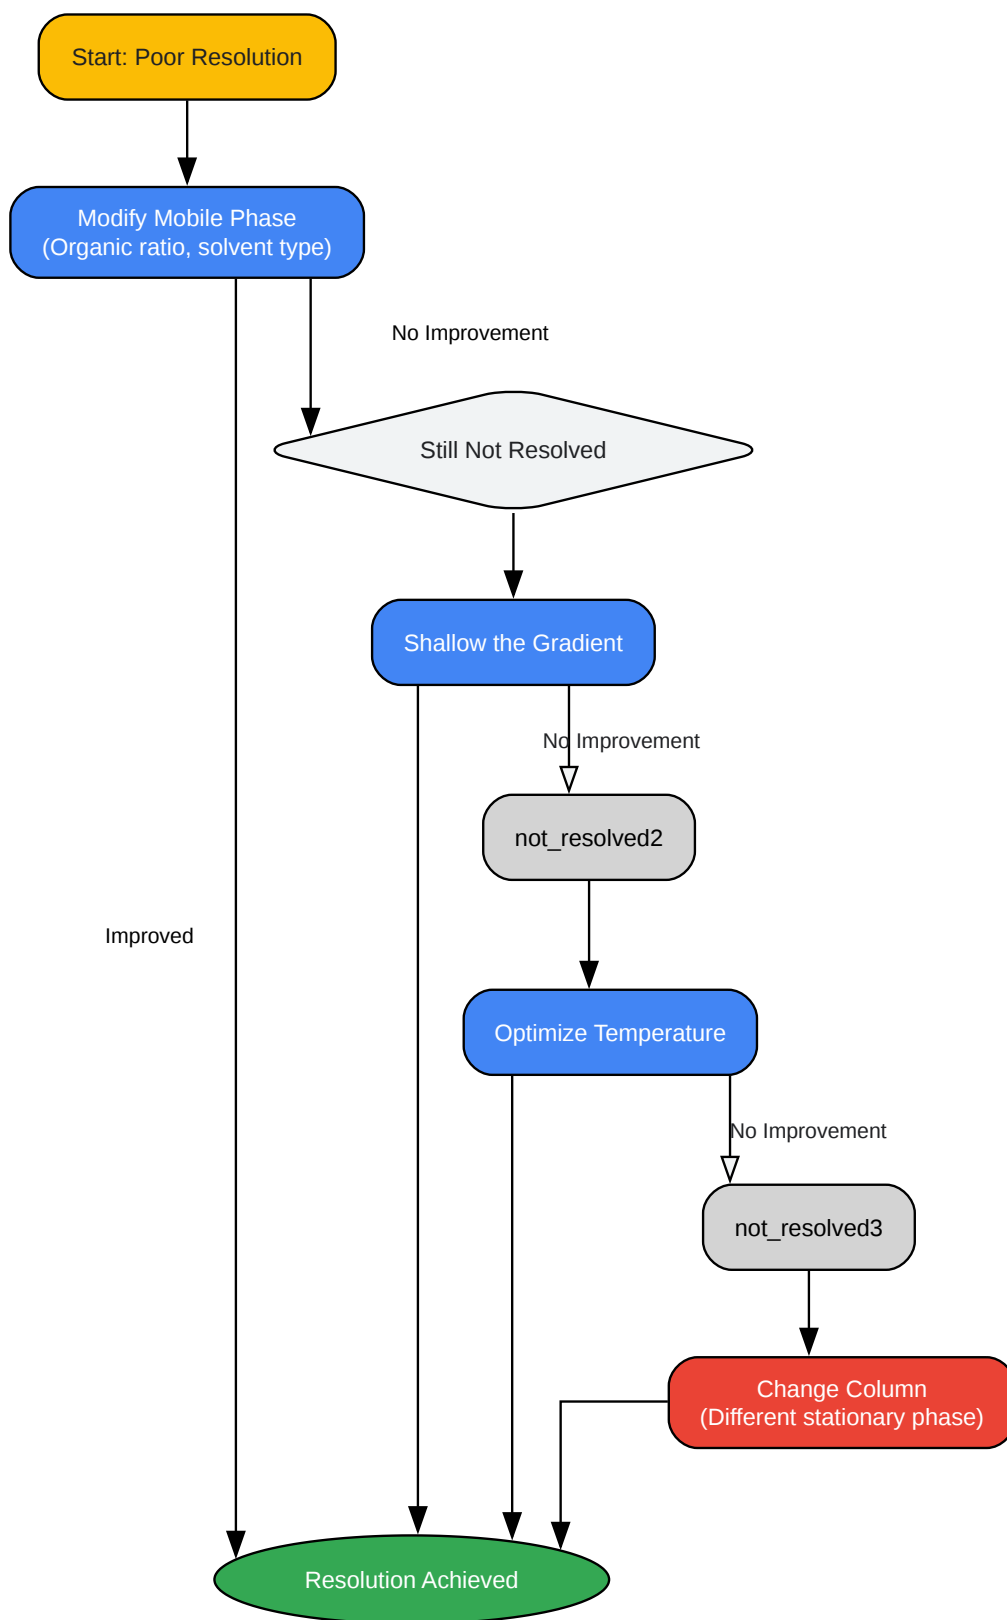 Start: Poor Resolution
Modify Mobile Phase
(Organic ratio, solvent type)
No Improvement
Still Not Resolved
Shallow the Gradient
No Improvement
not_resolved2
Improved
Optimize Temperature
No Improvement
not_resolved3
Change Column
(Different stationary phase)
Resolution Achieved